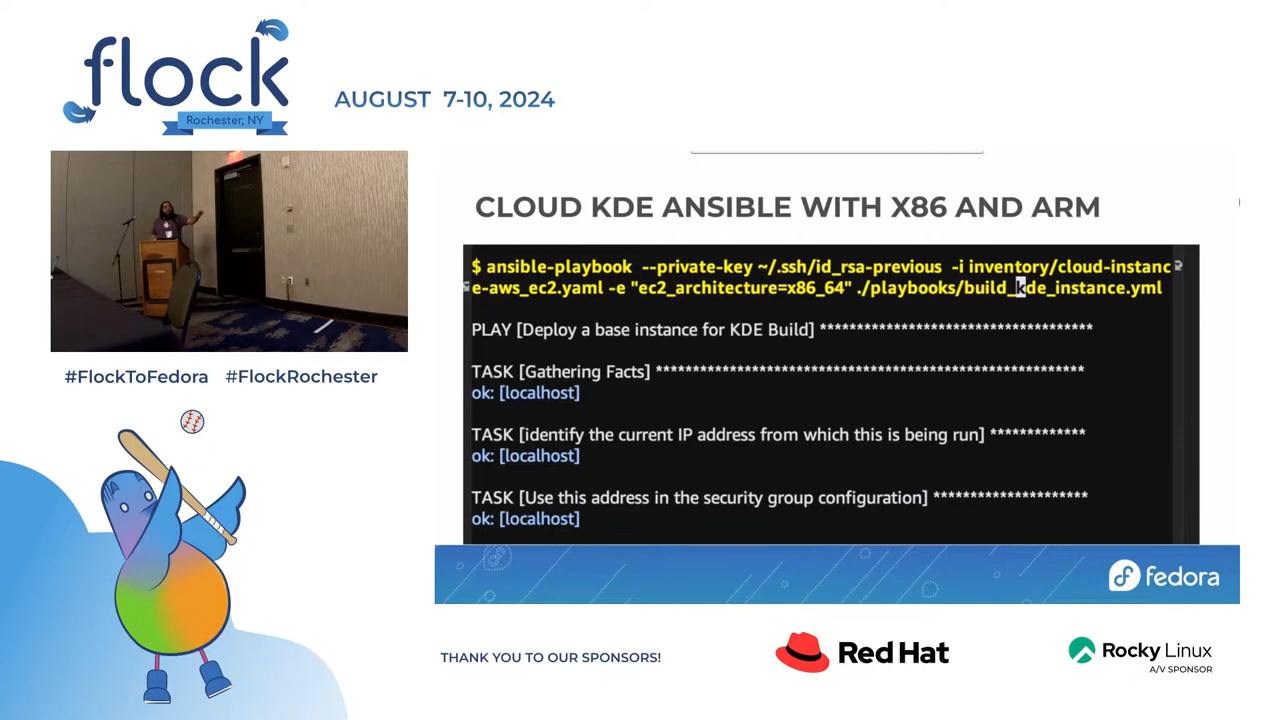 flock
Rochester, NY
AUGUST 7-10, 2024
#FlockToFedora #FlockRochester
CLOUD KDE ANSIBLE WITH X86 AND ARM
$ ansible-playbook --private-key ~/.ssh/id_rsa-previous -i inventory/cloud-instanc
e-aws_ec2.yaml -e "ec2_architecture=x86_64" ./playbooks/build_kde_instance.yml
PLAY [Deploy a base instance for KDE Build] *************************************
TASK [Gathering Facts] **********************************************************
ok: [localhost]
TASK [identify the current IP address from which this is being run] *************
ok: [localhost]
TASK [Use this address in the security group configuration] *********************
ok: [localhost]
fedora
THANK YOU TO OUR SPONSORS!
Red Hat
Rocky Linux
A/V SPONSOR